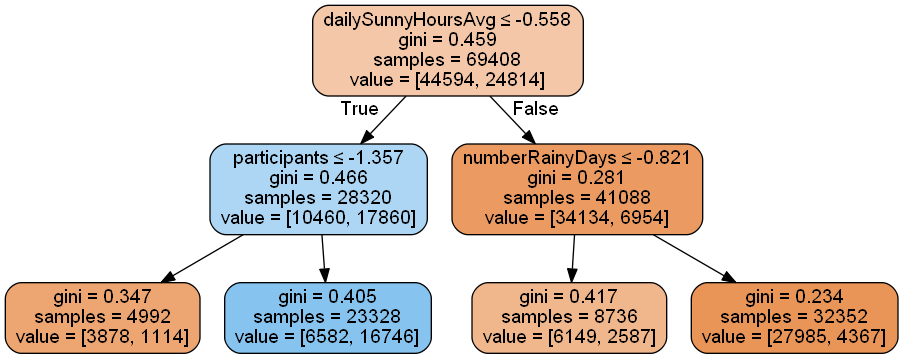 dailySunnyHoursAvg ≤ -0.558
gini = 0.459
samples = 69408
value = [44594, 24814]
True
False
participants ≤ -1.357
gini = 0.466
samples = 28320
value = [10460, 17860]
numberRainyDays ≤ -0.821
gini = 0.281
samples = 41088
value = [34134, 6954]
gini = 0.347
samples = 4992
value = [3878, 1114]
gini = 0.405
samples = 23328
value = [6582, 16746]
gini = 0.417
samples = 8736
value = [6149, 2587]
gini = 0.234
samples = 32352
value = [27985, 4367]